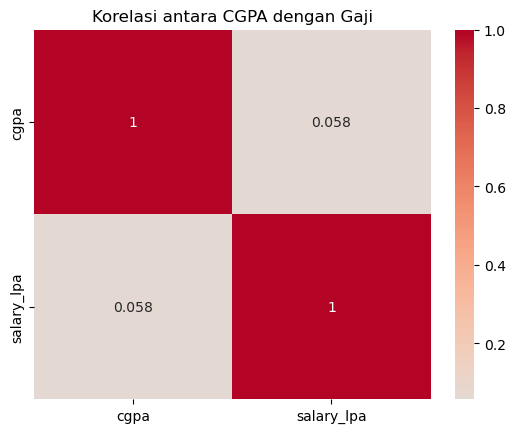 Korelasi antara CGPA dengan Gaji
cgpa
1
0.058
salary_lpa
0.058
1
cgpa
salary_lpa
1.0
0.8
0.6
0.4
0.2